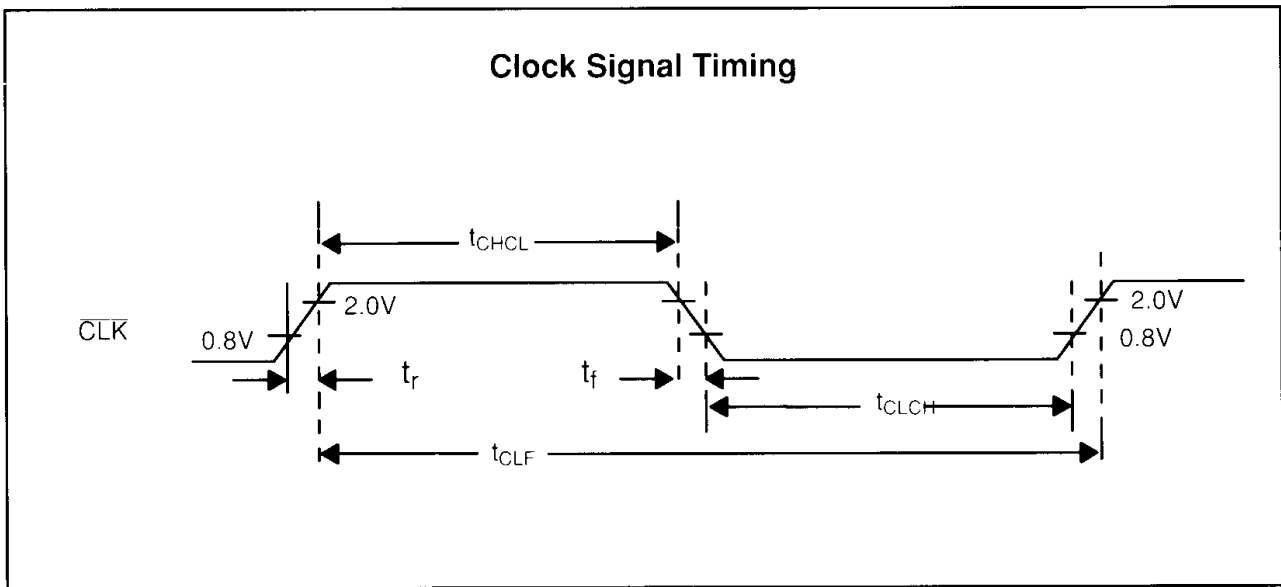 Clock Signal Timing
tCHCL
2.0V
2.0V
CLK
0.8V
0.8V
tr
tf
tCLCH
tCLF